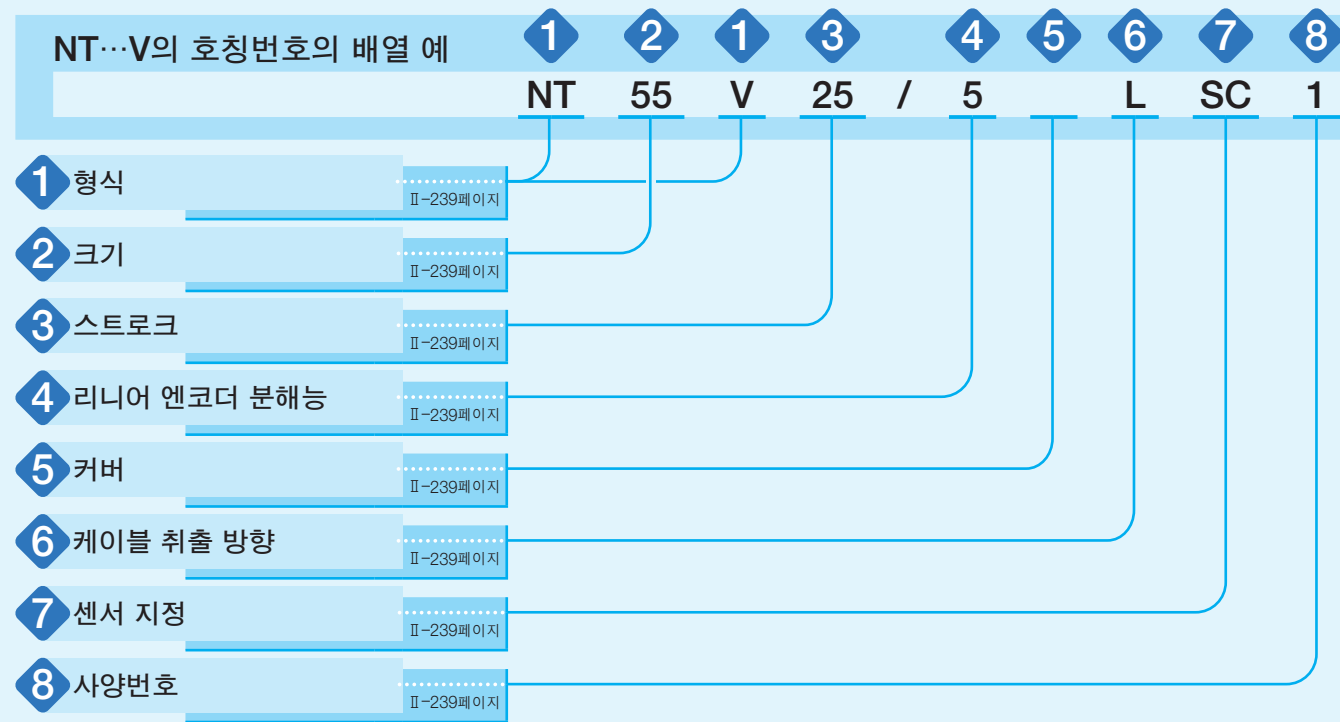 NT…V의 호칭번호의 배열 예
1 2 1 3 4 5 6 7 8
NT 55 V 25 / 5 L SC 1
1 형식 Ⅱ-239페이지
2 크기 Ⅱ-239페이지
3 스트로크 Ⅱ-239페이지
4 리니어 엔코더 분해능 Ⅱ-239페이지
5 커버 Ⅱ-239페이지
6 케이블 취출 방향 Ⅱ-239페이지
7 센서 지정 Ⅱ-239페이지
8 사양번호 Ⅱ-239페이지